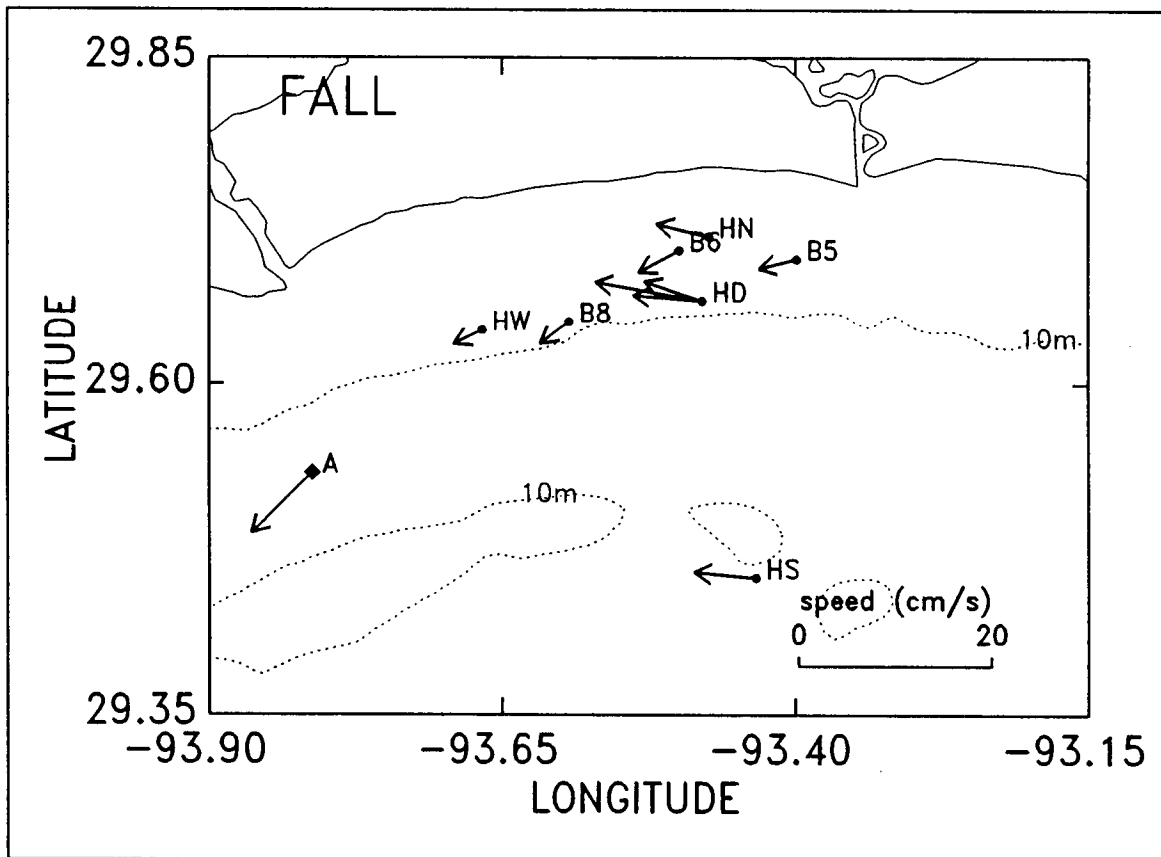 29.85
FALL
HN
B6
B5
HD
B8
HW
10m
LATITUDE
29.60
A
10m
HS
speed (cm/s)
0 20
29.35
-93.90 -93.65 -93.40 -93.15
LONGITUDE